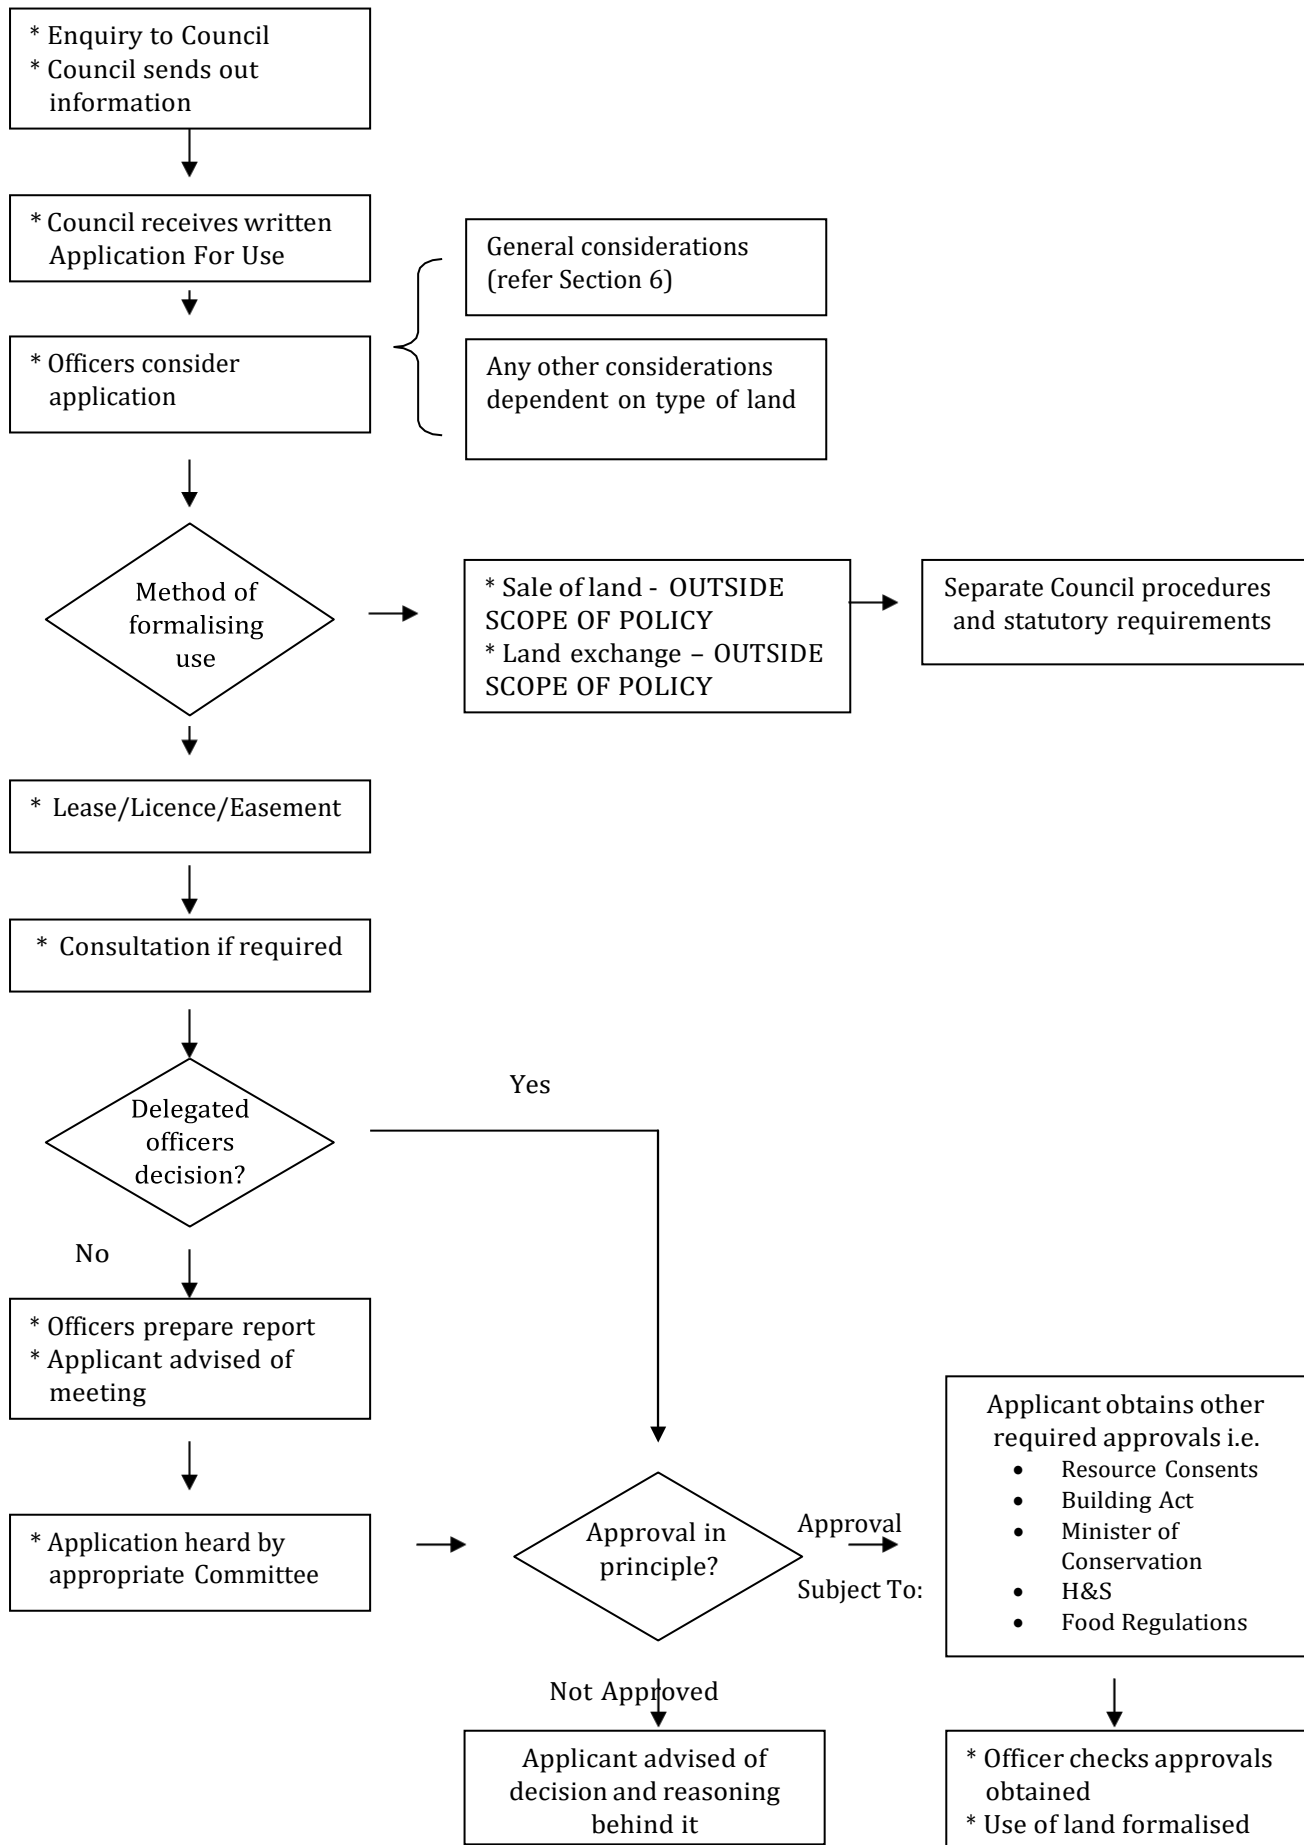 * Enquiry to Council
* Council sends out
information
* Council receives written
Application For Use
General considerations
(refer Section 6)
* Officers consider
application
Any other considerations
dependent on type of land
Method of
formalising
use
* Sale of land - OUTSIDE
SCOPE OF POLICY
* Land exchange – OUTSIDE
SCOPE OF POLICY
Separate Council procedures
and statutory requirements
* Lease/Licence/Easement
* Consultation if required
Delegated
officers
decision?
Yes
No
* Officers prepare report
* Applicant advised of
meeting
* Application heard by
appropriate Committee
Approval in
principle?
Approval
Subject To:
Applicant obtains other
required approvals i.e.
• Resource Consents
• Building Act
• Minister of
Conservation
• H&S
• Food Regulations
Not Approved
Applicant advised of
decision and reasoning
behind it
* Officer checks approvals
obtained
* Use of land formalised